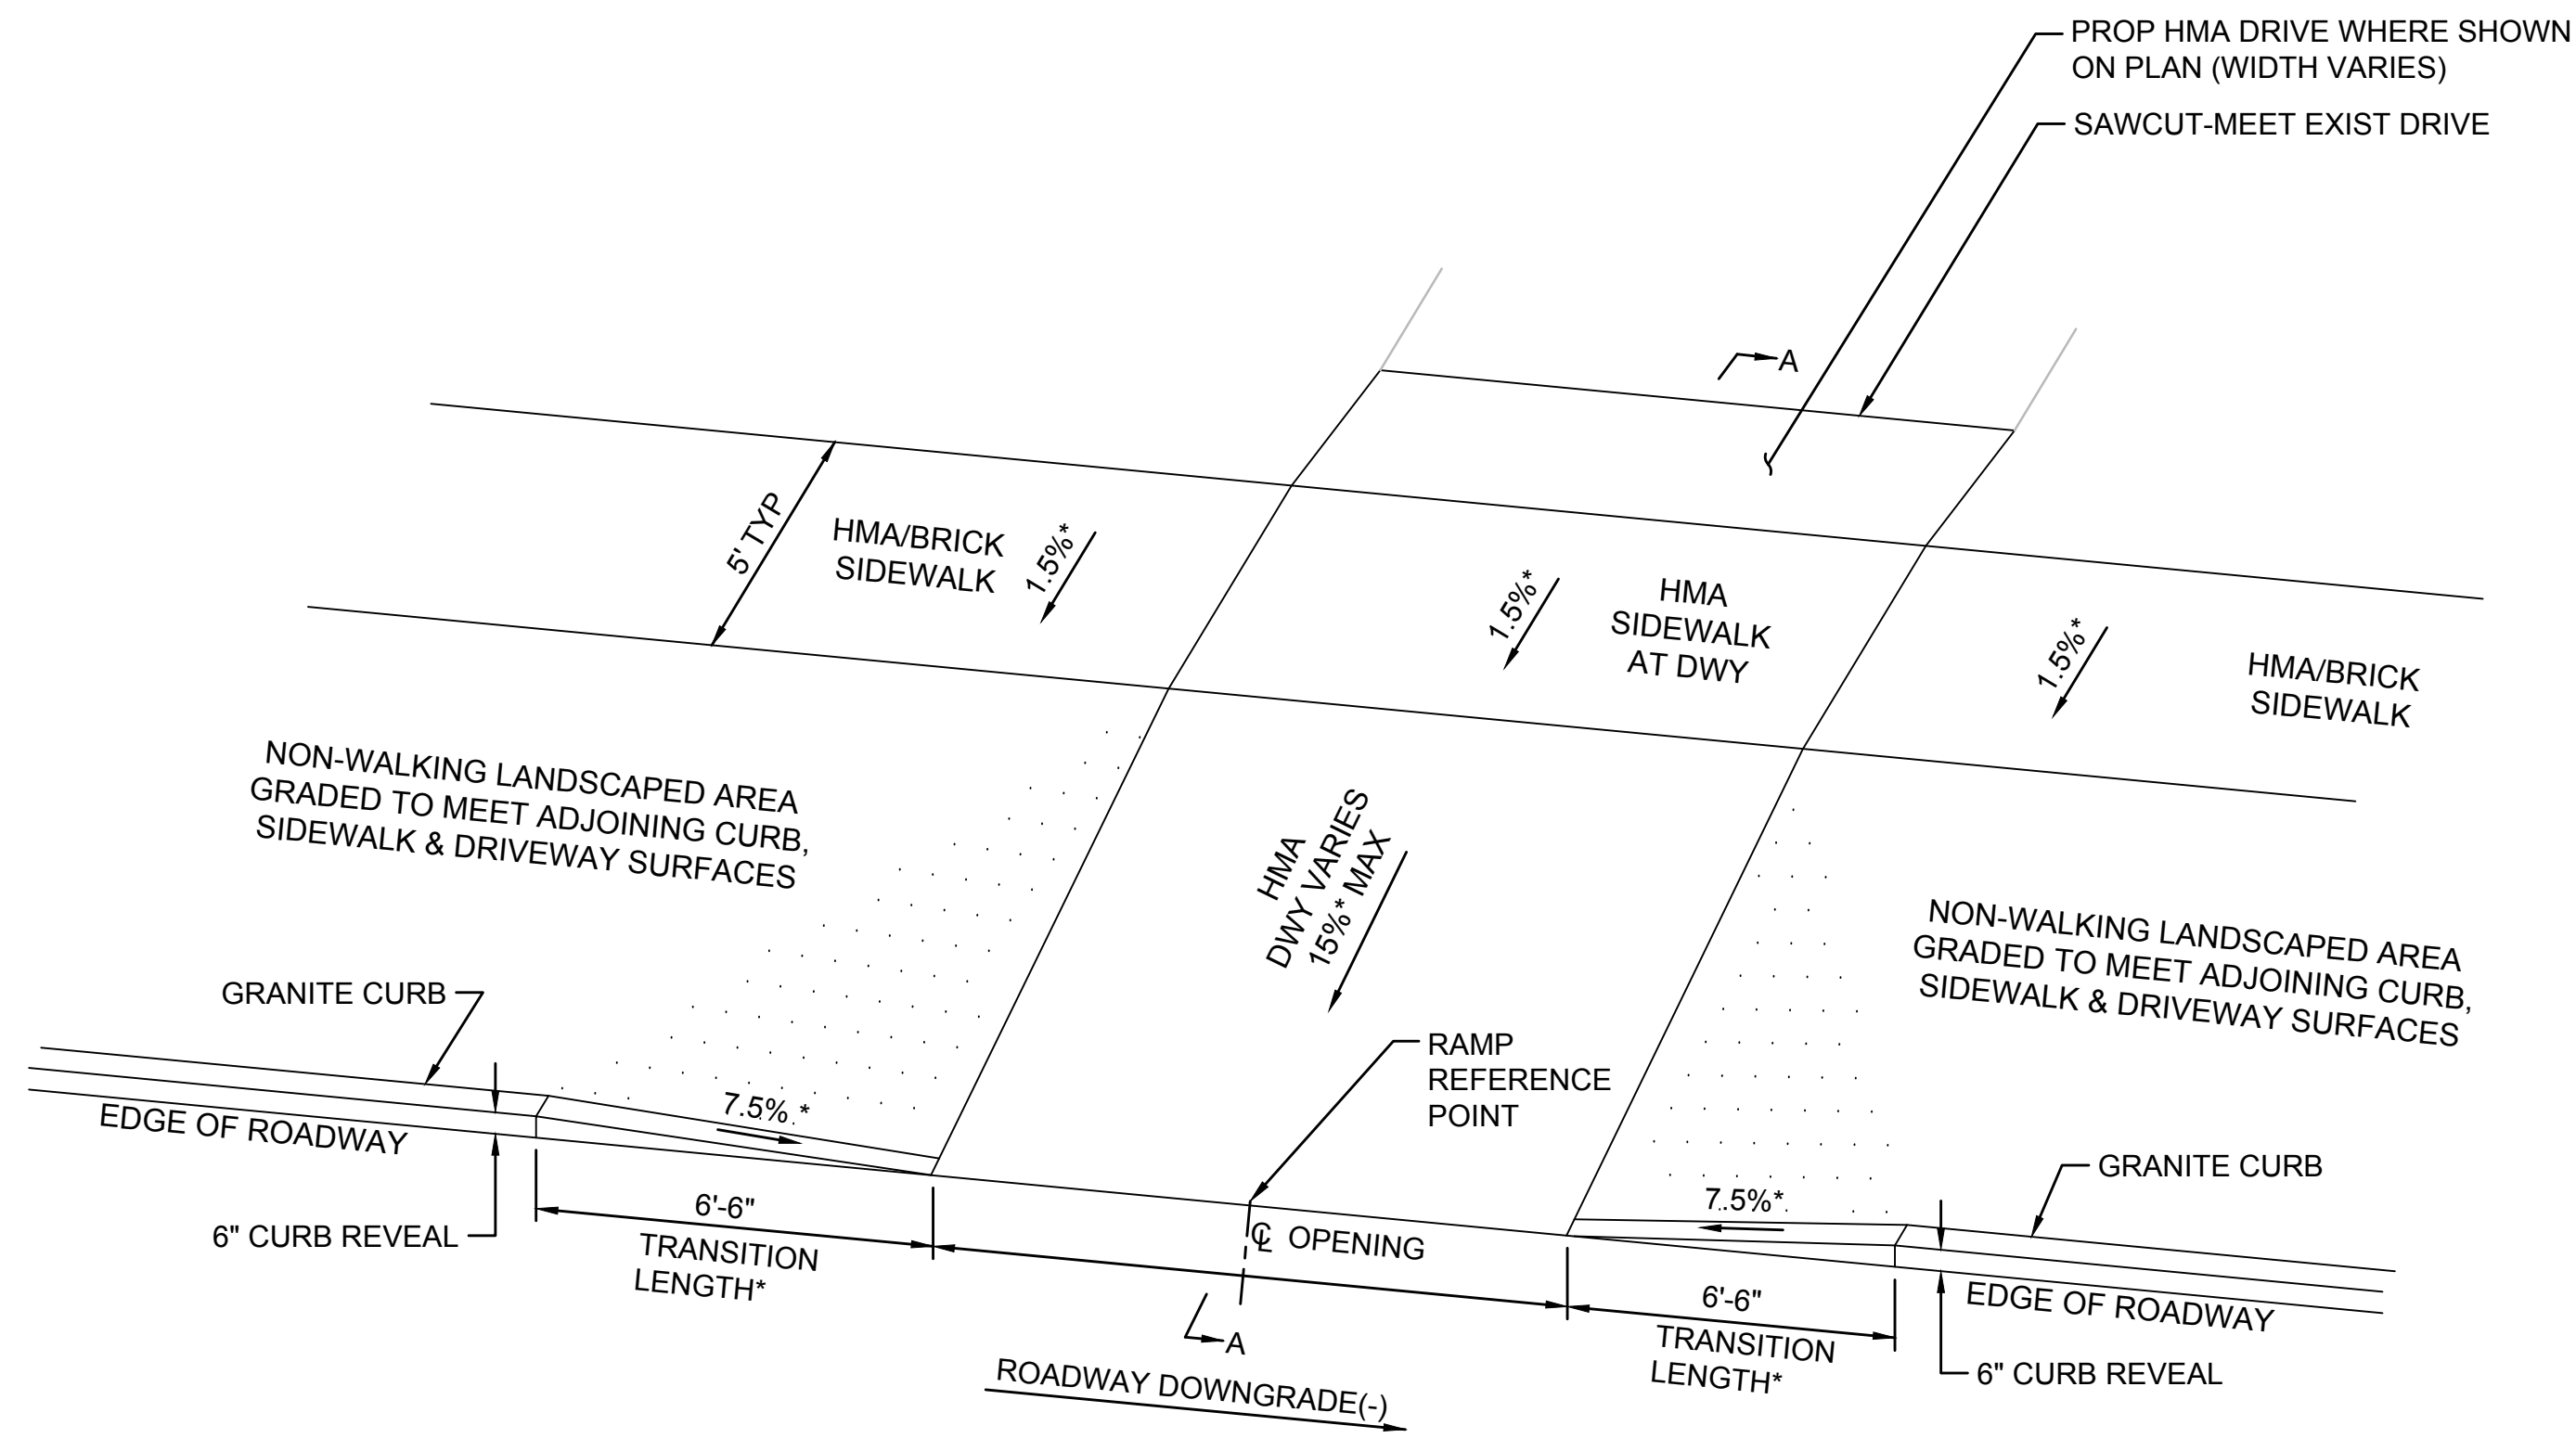 PROP HMA DRIVE WHERE SHOWN
ON PLAN (WIDTH VARIES)
SAWCUT-MEET EXIST DRIVE
A
5' TYP
HMA/BRICK
SIDEWALK
1.5%*
1.5%*
HMA
SIDEWALK
AT DWY
1.5%*
HMA/BRICK
SIDEWALK
NON-WALKING LANDSCAPED AREA
GRADED TO MEET ADJOINING CURB,
SIDEWALK & DRIVEWAY SURFACES
HMA
DWY VARIES
15%* MAX
NON-WALKING LANDSCAPED AREA
GRADED TO MEET ADJOINING CURB,
SIDEWALK & DRIVEWAY SURFACES
GRANITE CURB
RAMP
REFERENCE
POINT
7.5% *
EDGE OF ROADWAY
GRANITE CURB
7.5%*
6'-6"
TRANSITION
LENGTH*
6" CURB REVEAL
CL OPENING
6'-6"
TRANSITION
LENGTH*
EDGE OF ROADWAY
6" CURB REVEAL
A
ROADWAY DOWNGRADE(-)